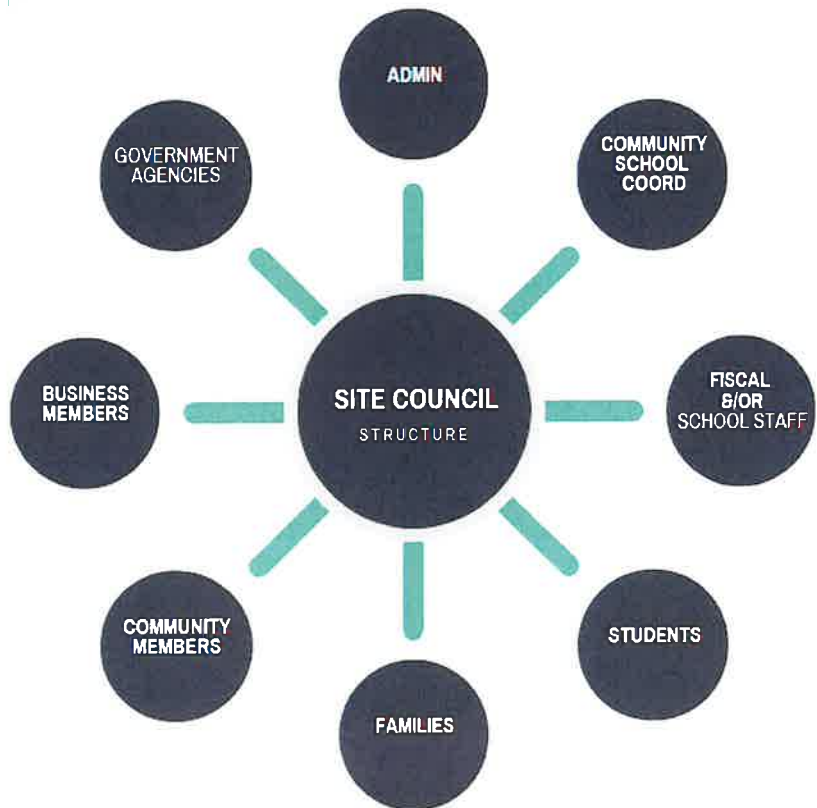 ADMIN
COMMUNITY
SCHOOL
COORD
FISCAL
&/OR
SCHOOL STAFF
STUDENTS
FAMILIES
COMMUNITY
MEMBERS
BUSINESS
MEMBERS
GOVERNMENT
AGENCIES
SITE COUNCIL
STRUCTURE